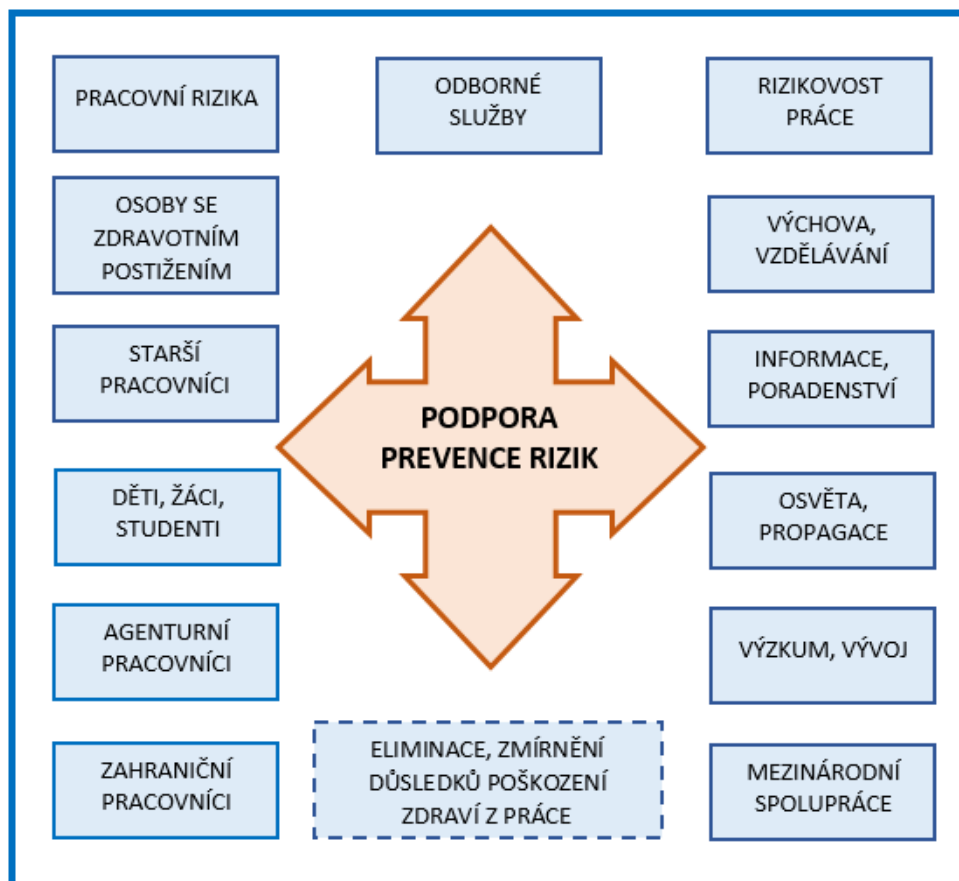 PRACOVNÍ RIZIKA
ODBORNÉ
SLUŽBY
RIZIKOVOST
PRÁCE
OSOBY SE
ZDRAVOTNÍM
POSTIŽENÍM
VÝCHOVA,
VZDĚLÁVÁNÍ
STARŠÍ
PRACOVNÍCI
INFORMACE,
PORADENSTVÍ
PODPORA
PREVENCE RIZIK
DĚTI, ŽÁCI,
STUDENTI
OSVĚTA,
PROPAGACE
AGENTURNÍ
PRACOVNÍCI
VÝZKUM, VÝVOJ
ZAHRANIČNÍ
PRACOVNÍCI
ELIMINACE, ZMÍRNĚNÍ
DŮSLEDKŮ POŠKOZENÍ
ZDRAVÍ Z PRÁCE
MEZINÁRODNÍ
SPOLUPRÁCE